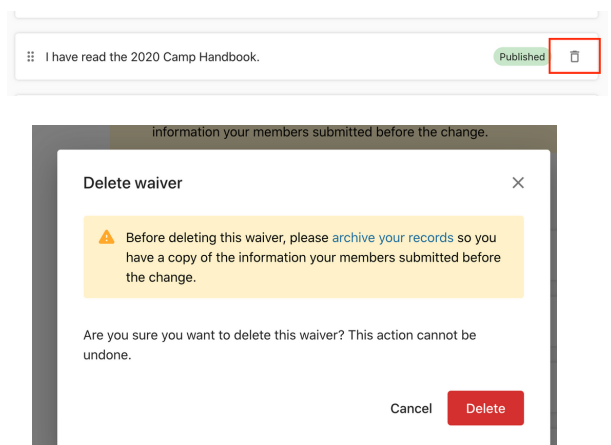 I have read the 2020 Camp Handbook.
Published
information your members submitted before the change.
Delete waiver
Before deleting this waiver, please archive your records so you
have a copy of the information your members submitted before
the change.
Are you sure you want to delete this waiver? This action cannot be
undone.
Cancel
Delete